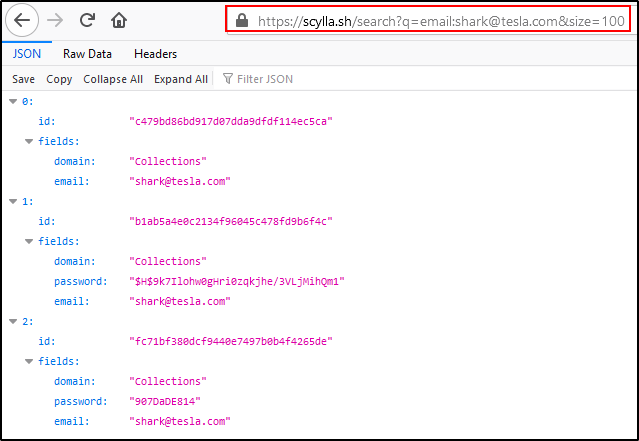 https://scylla.sh/search?q=email:shark@tesla.com&size=100
JSON Raw Data Headers
Save Copy Collapse All Expand All Filter JSON
0:
id: "c479bd86bd917d07dda9dfdf114ec5ca"
fields:
domain: "Collections"
email: "shark@tesla.com"
1:
id: "b1ab5a4e0c2134f96045c478fd9b6f4c"
fields:
domain: "Collections"
password: "$H$9k7Ilohw0gHri0zqkjhe/3VLjMihQm1"
email: "shark@tesla.com"
2:
id: "fc71bf380dcf9440e7497b0b4f4265de"
fields:
domain: "Collections"
password: "907DaDE814"
email: "shark@tesla.com"